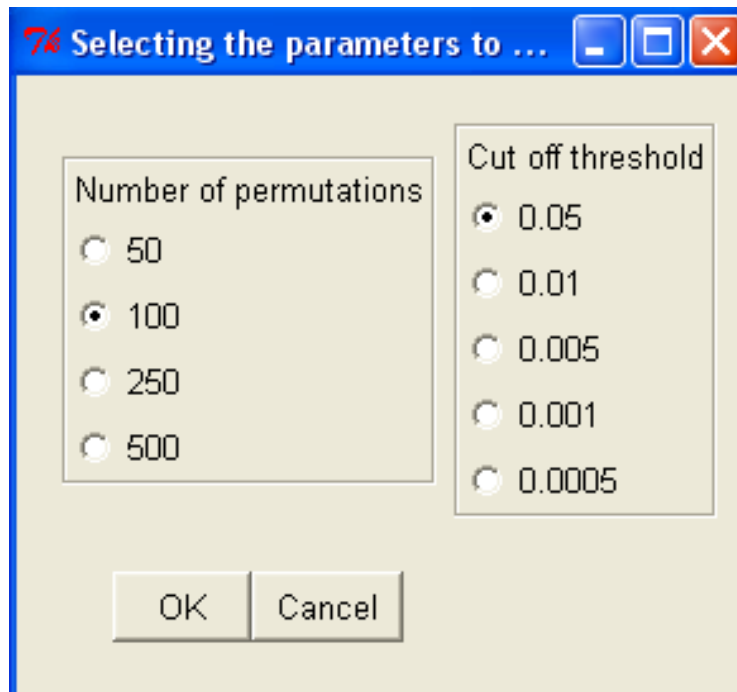 Selecting the parameters to ...
Number of permutations
50
100
250
500
Cut off threshold
0.05
0.01
0.005
0.001
0.0005
OK
Cancel